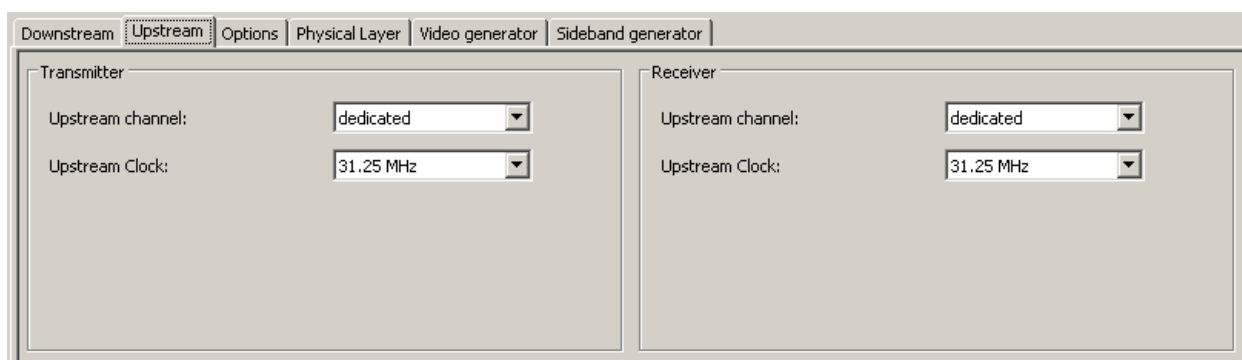 Downstream Upstream Options Physical Layer Video generator Sideband generator
Transmitter
Upstream channel: dedicated
Upstream Clock: 31.25 MHz
Receiver
Upstream channel: dedicated
Upstream Clock: 31.25 MHz